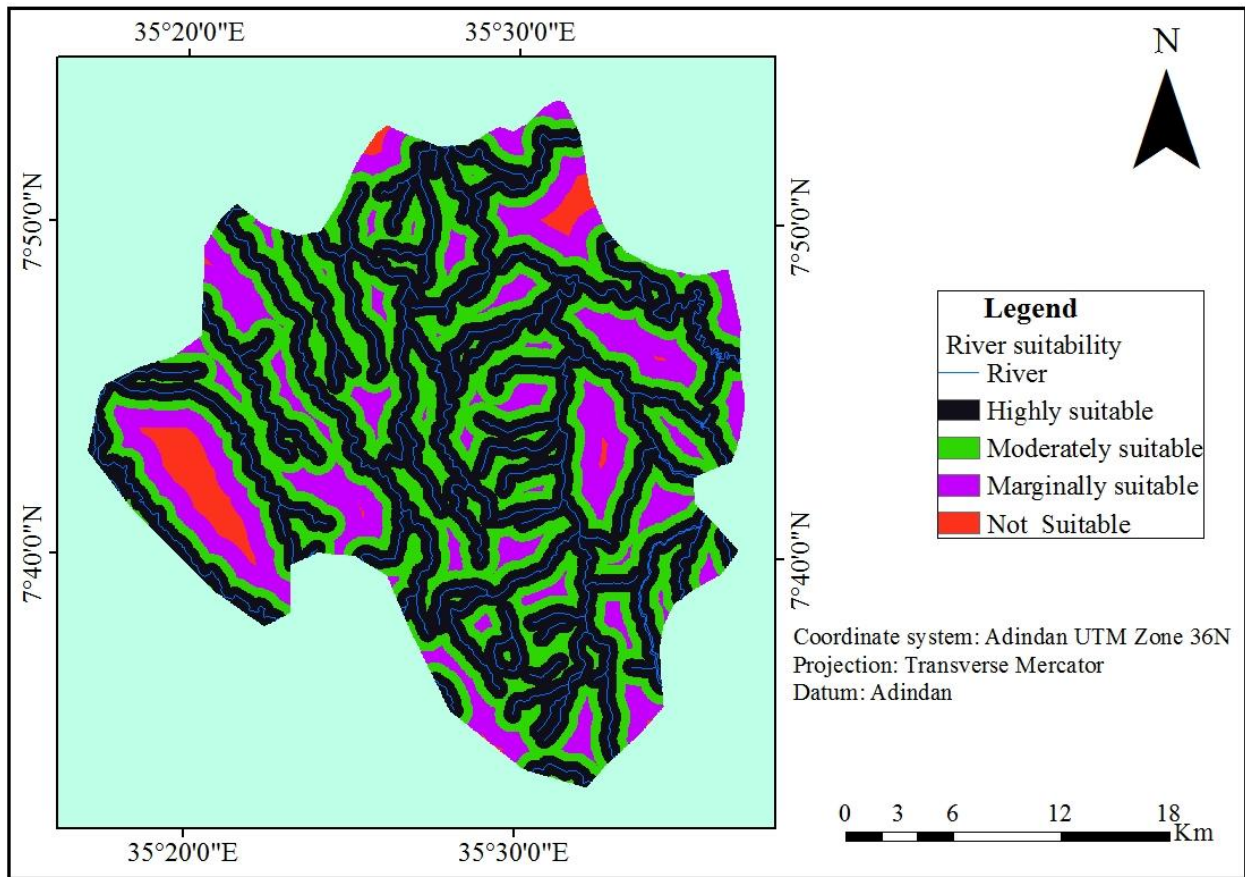 35°20'0"E 35°30'0"E
N
7°50'0"N
7°50'0"N
Legend
River suitability
River
Highly suitable
Moderately suitable
Marginally suitable
Not Suitable
7°40'0"N
7°40'0"N
Coordinate system: Adindan UTM Zone 36N
Projection: Transverse Mercator
Datum: Adindan
0 3 6 12 18
Km
35°20'0"E 35°30'0"E